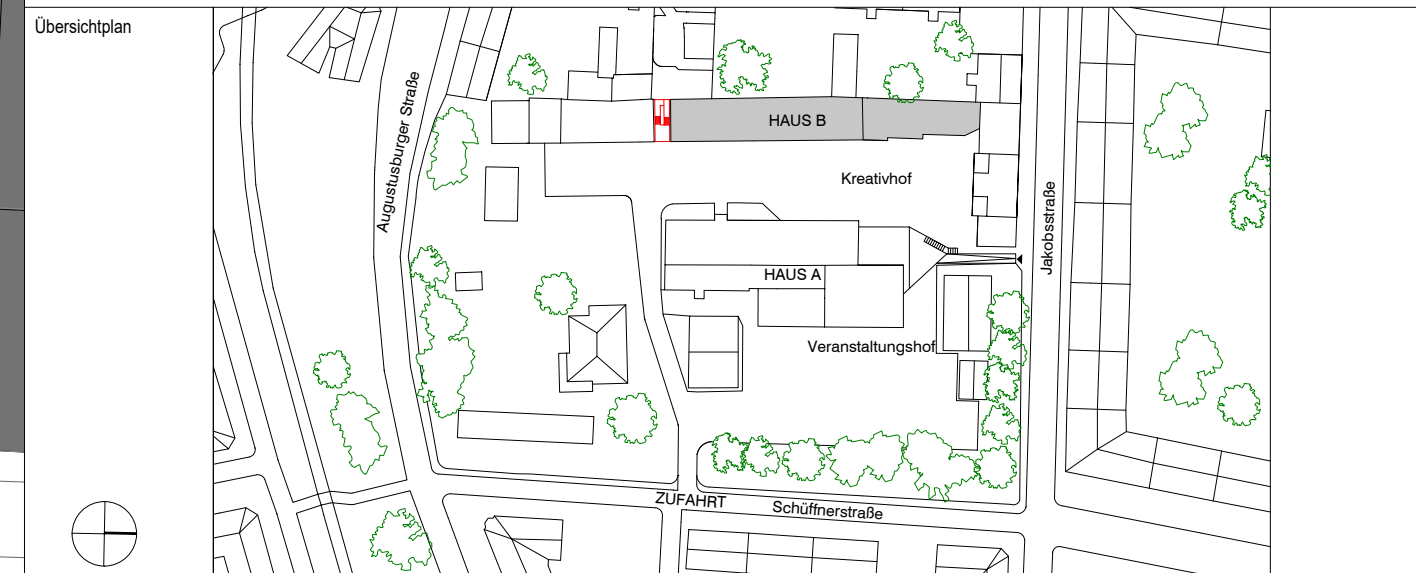 Übersichtplan
Augustusburger Straße
HAUS B
Kreativhof
Jakobsstraße
HAUS A
Veranstaltungshof
ZUFAHRT
Schüffnerstraße